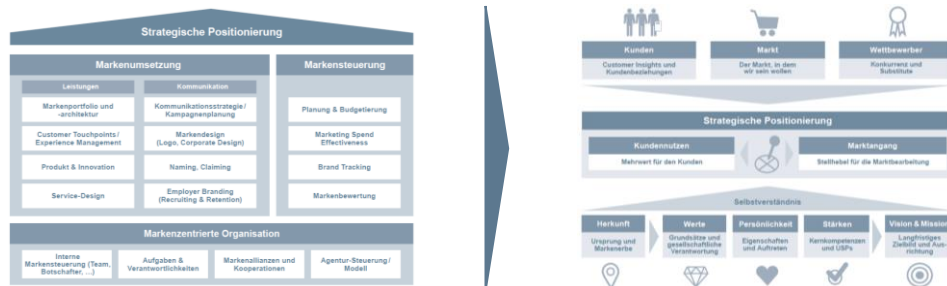 Strategische Positionierung
Markenumsetzung
Markensteuerung
Leistungen
Kommunikation
Markenportfolio und
-architektur
Kommunikationsstrategie/
Kampagnenplanung
Planung & Budgetierung
Customer Touchpoints/
Experience Management
Markendesign
(Logo, Corporate Design)
Marketing Spend
Effectiveness
Produkt & Innovation
Naming, Claiming
Brand Tracking
Service-Design
Employer Branding
(Recruiting & Retention)
Markenbewertung
Markenzentrierte Organisation
Interne
Markensteuerung (Team,
Botschafter, ...)
Aufgaben &
Verantwortlichkeiten
Markenallianzen und
Kooperationen
Agentur-Steuerung/
Modell
Kunden
Customer Insights und
Kundenbeziehungen
Markt
Der Markt, in dem
wir sein wollen
Wettbewerber
Konkurrenz und
Substitute
Strategische Positionierung
Kundennutzen
Mehrwert für den Kunden
Marktangang
Stellhebel für die Marktbearbeitung
Selbstverständnis
Herkunft
Ursprung und
Markenerbe
Werte
Grundsätze und
gesellschaftliche
Verantwortung
Persönlichkeit
Eigenschaften
und Auftreten
Stärken
Kernkompetenzen
und USPs
Vision & Mission
Langfristiges
Zielbild und Aus-
richtung